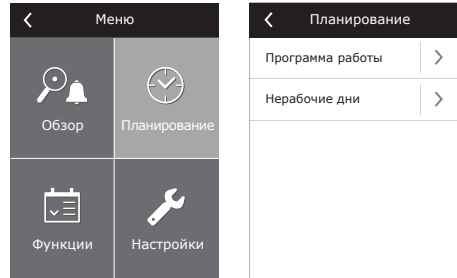 Меню
Обзор
Планирование
Функции
Настройки
Планирование
Программа работы
Нерабочие дни